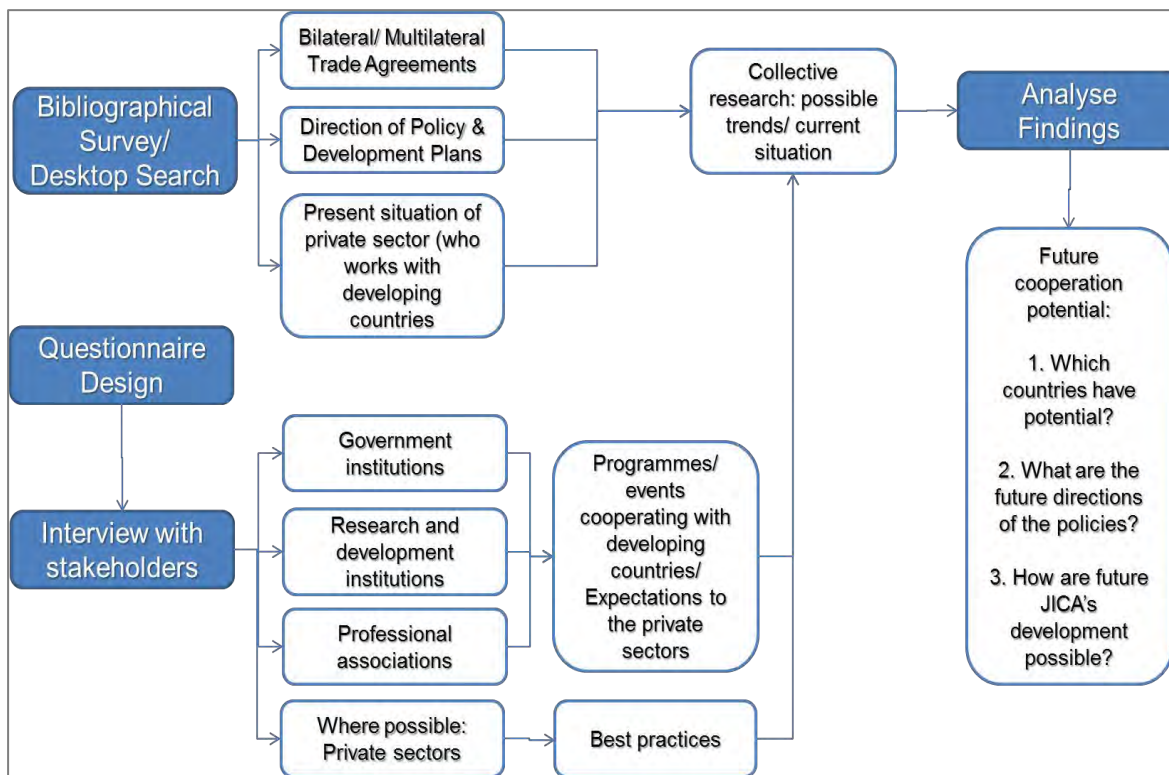 Bibliographical
Survey/
Desktop Search
Bilateral/ Multilateral
Trade Agreements
Direction of Policy &
Development Plans
Present situation of
private sector (who
works with
developing
countries
Collective
research: possible
trends/ current
situation
Analyse
Findings
Future
cooperation
potential:
1. Which
countries have
potential?
2. What are the
future directions
of the policies?
3. How are future
JICA's
development
possible?
Questionnaire
Design
Interview with
stakeholders
Government
institutions
Research and
development
institutions
Professional
associations
Where possible:
Private sectors
Programmes/
events
cooperating with
developing
countries/
Expectations to
the private
sectors
Best practices